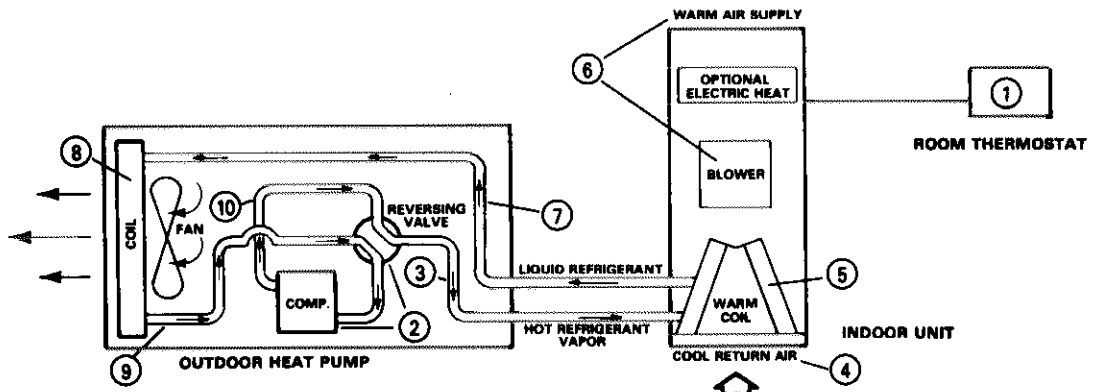 WARM AIR SUPPLY
6
OPTIONAL
ELECTRIC HEAT
1
ROOM THERMOSTAT
BLOWER
8
COIL
FAN
10
REVERSING
VALVE
7
3
LIQUID REFRIGERANT
5
WARM
COIL
COMP.
2
HOT REFRIGERANT
VAPOR
INDOOR UNIT
9
OUTDOOR HEAT PUMP
COOL RETURN AIR
4